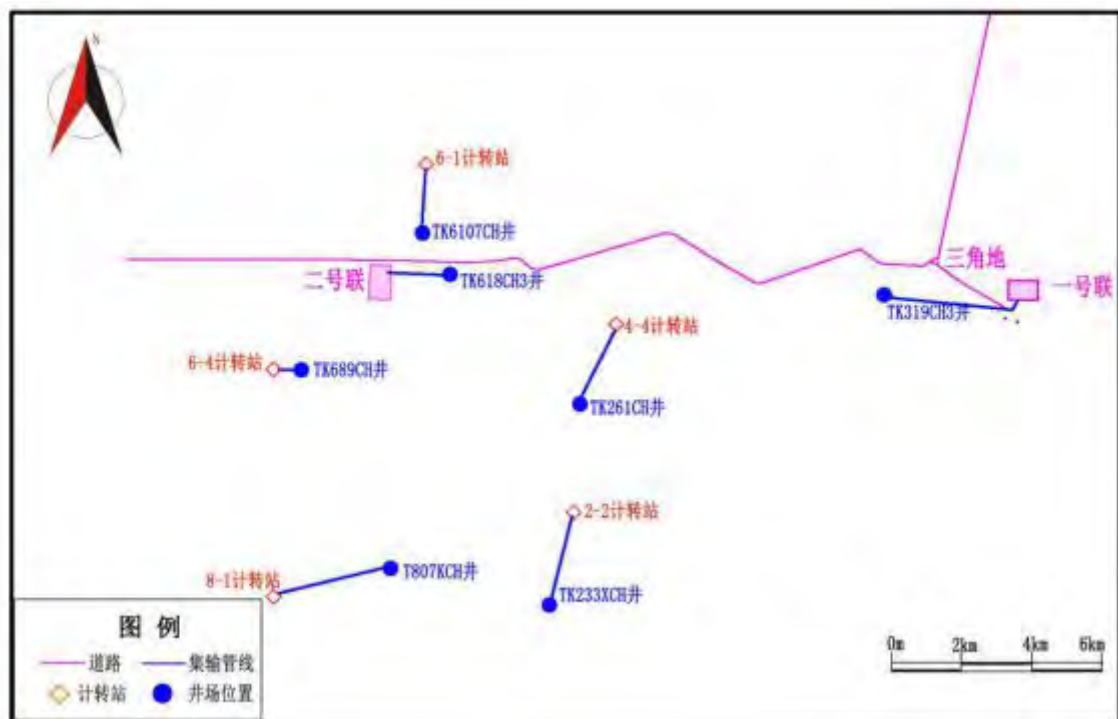 N
6-1计转站
TK6107CH井
二号联
TK618CH3井
三角地
一号联
TK319CH3井
4-4计转站
6-4计转站
TK689CH井
TK261CH井
2-2计转站
8-1计转站
T807KCH井
TK233XCH井
图 例
道路
集输管线
计转站
井场位置
0m 2km 4km 6km